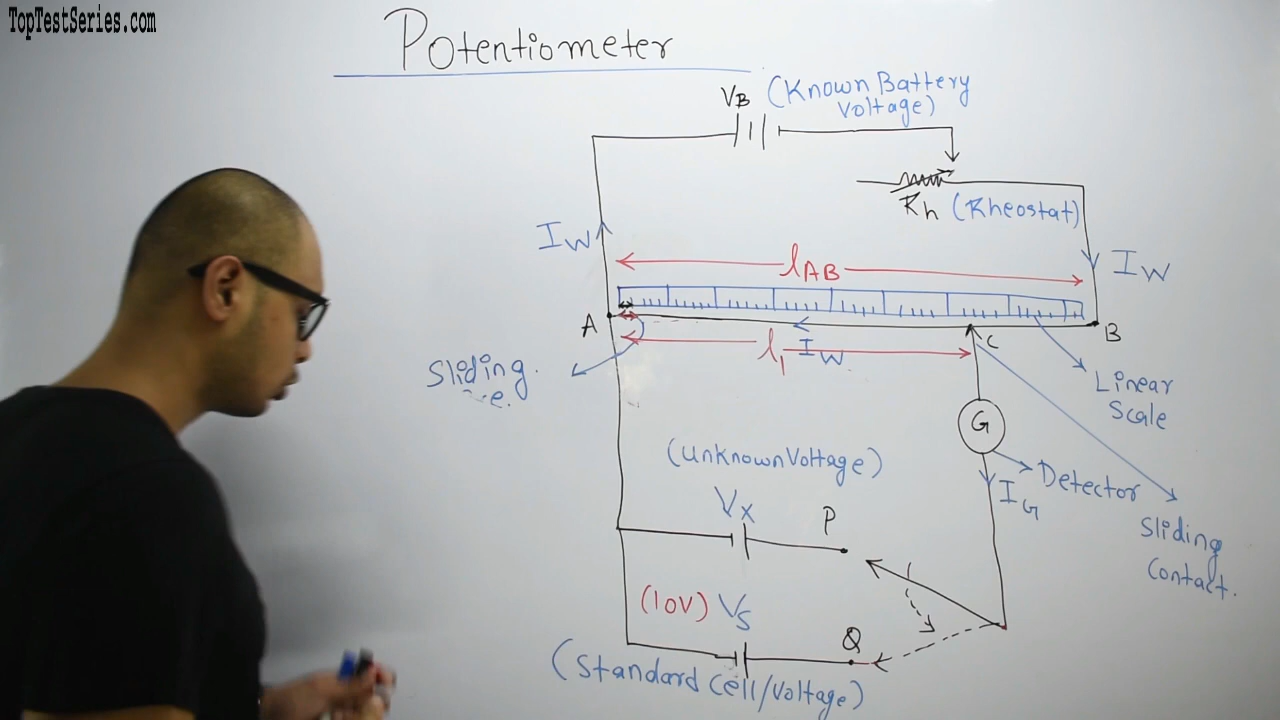 TopTestSeries.com
Potentiometer
VB (Known Battery
Voltage)
Rh (Rheostat)
IW
IW
lAB
A
B
C
l1
IW
Sliding
Linear
Scale
G
Detector
IG
Sliding
Contact.
(Unknown Voltage)
VX
P
(10V) VS
Q
(Standard Cell/Voltage)